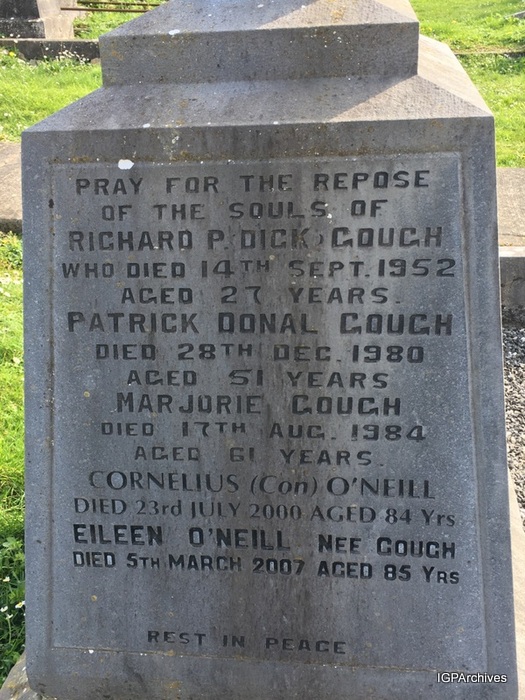 PRAY FOR THE REPOSE
OF THE SOULS OF
RICHARD P. (DICK) GOUGH
WHO DIED 14TH SEPT. 1952
AGED 27 YEARS.
PATRICK DONAL GOUGH
DIED 28TH DEC. 1980
AGED 51 YEARS
MARJORIE GOUGH
DIED 17TH AUG. 1984
AGED 61 YEARS.
CORNELIUS (Con) O'NEILL
DIED 23rd JULY 2000 AGED 84 Yrs
EILEEN O'NEILL NEE GOUGH
DIED 5TH MARCH 2007 AGED 85 YRS
REST IN PEACE
IGPArchives